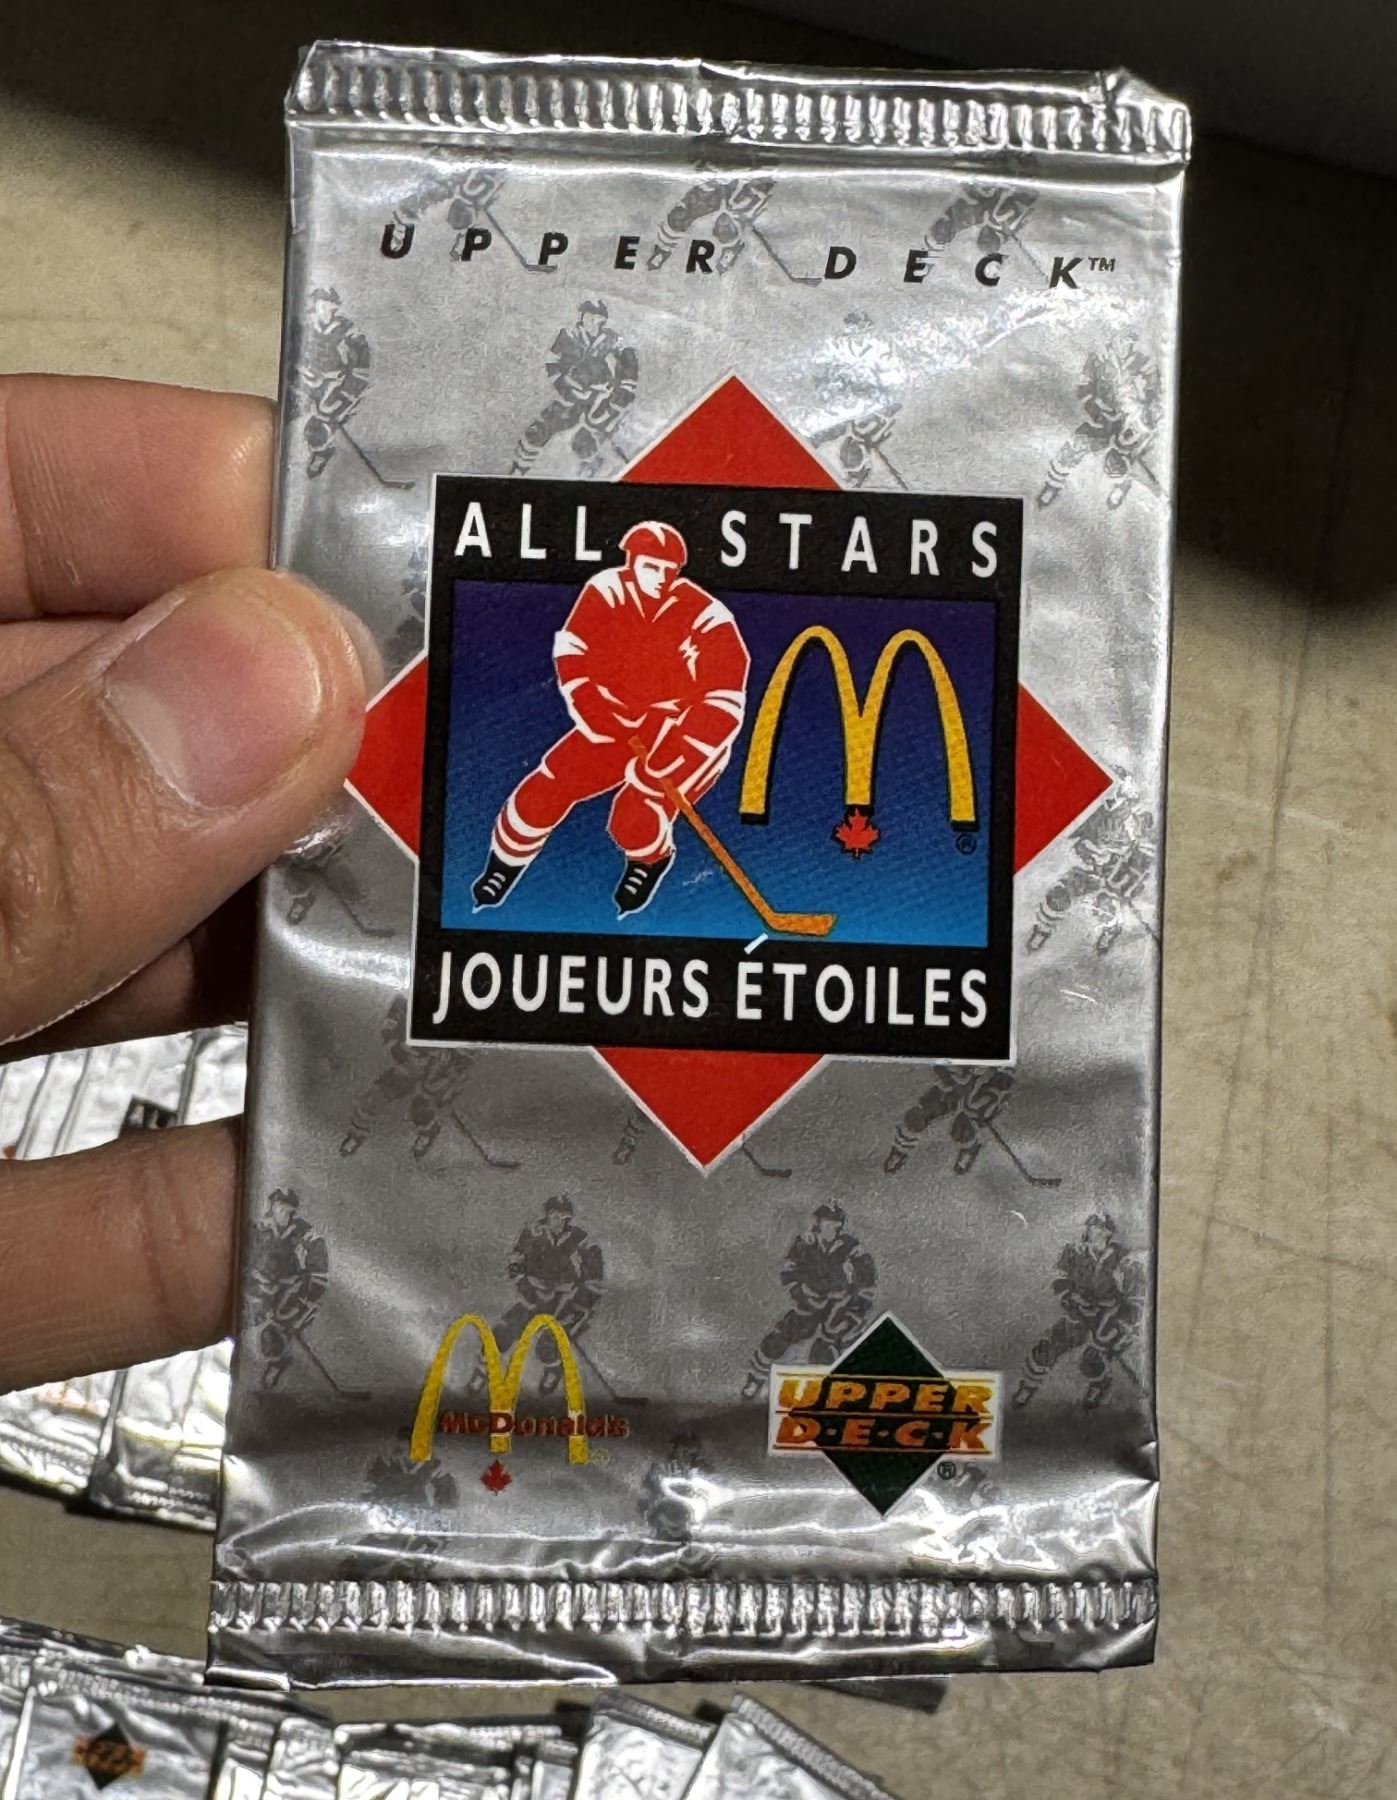 UPPER DECK™
ALL STARS
M
®
JOUEURS ÉTOILES
McDonald's
®
UPPER
D·E·C·K
®